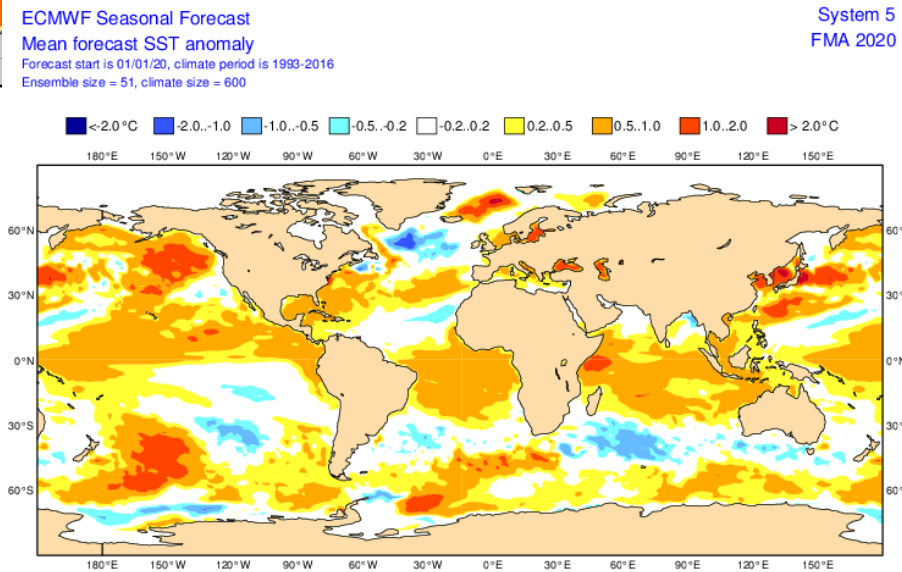 ECMWF Seasonal Forecast
System 5
Mean forecast SST anomaly
FMA 2020
Forecast start is 01/01/20, climate period is 1993-2016
Ensemble size = 51, climate size = 600
<-2.0°C -2.0..-1.0 -1.0..-0.5 -0.5..-0.2 -0.2..0.2 0.2..0.5 0.5..1.0 1.0..2.0 > 2.0°C
180°E 150°W 120°W 90°W 60°W 30°W 0°E 30°E 60°E 90°E 120°E 150°E
60°N 60°N
30°N 30°N
0°N 0°N
30°S 30°S
60°S 60°S
180°E 150°W 120°W 90°W 60°W 30°W 0°E 30°E 60°E 90°E 120°E 150°E